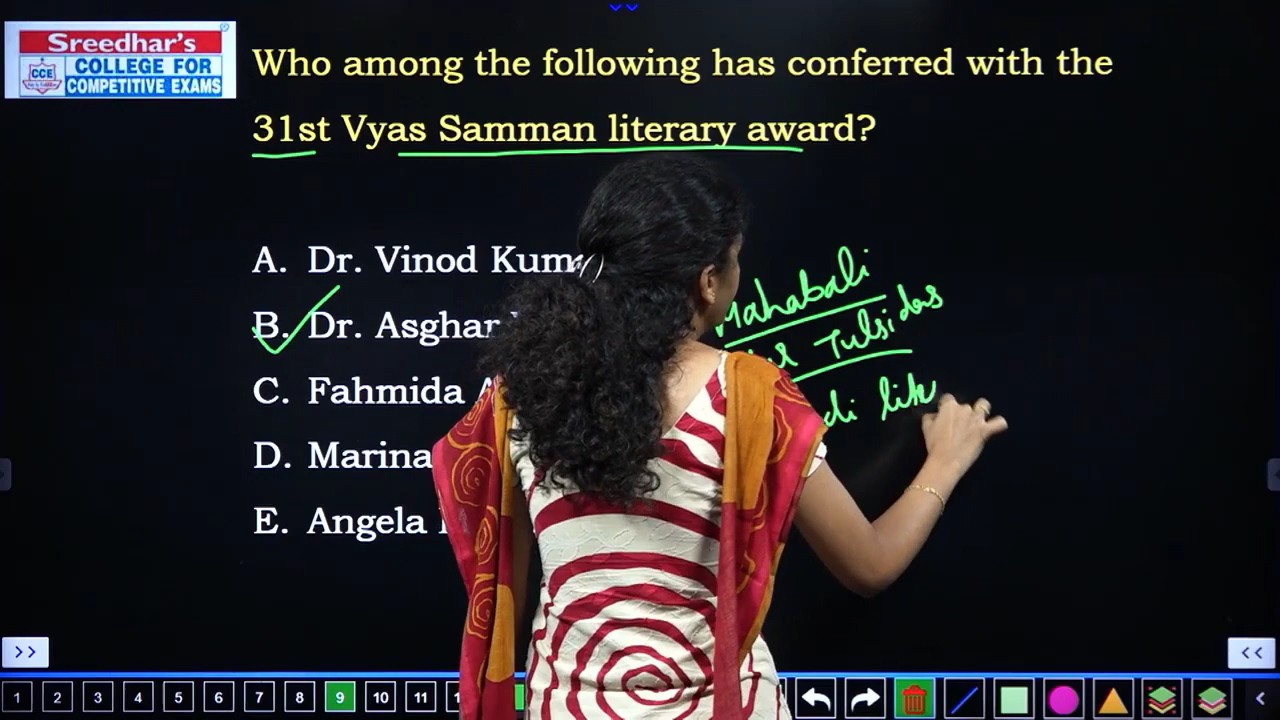 Sreedhar's
CCE
COLLEGE FOR
COMPETITIVE EXAMS
Who among the following has conferred with the
31st Vyas Samman literary award?
A. Dr. Vinod Kum
B. Dr. Asghar
C. Fahmida A
D. Marina
E. Angela
Mahabali
Tulsidas
>>
<<
1 2 3 4 5 6 7 8 9 10 11